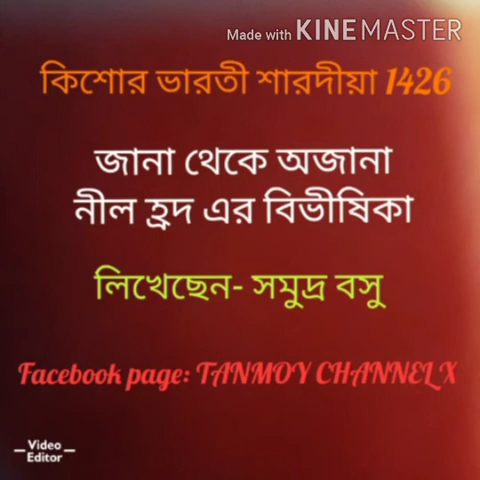 Made with KINEMASTER
কিশোর ভারতী শারদীয়া 1426
জানা থেকে অজানা
নীল হ্রদ এর বিভীষিকা
লিখেছেন- সমুদ্র বসু
Facebook page: TANMOY CHANNEL X
Video
Editor